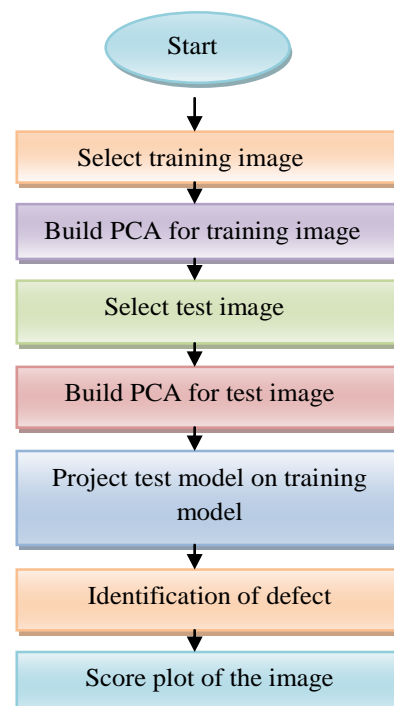 Start
Select training image
Build PCA for training image
Select test image
Build PCA for test image
Project test model on training
model
Identification of defect
Score plot of the image